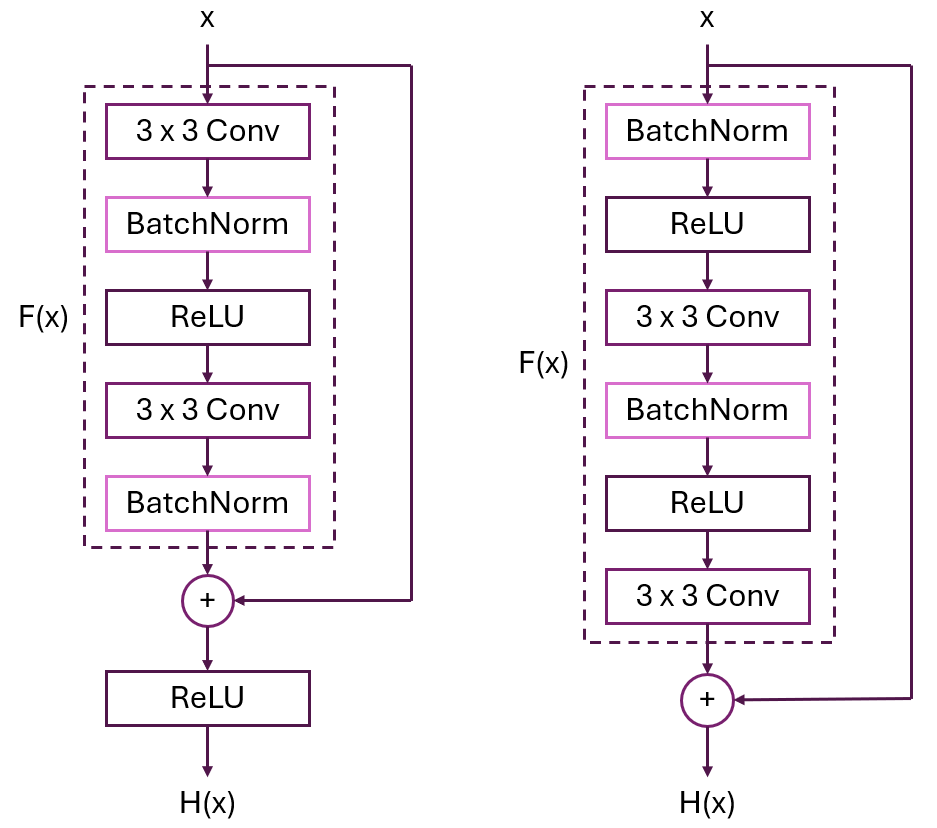 x
3 x 3 Conv
BatchNorm
ReLU
F(x)
3 x 3 Conv
BatchNorm
+
ReLU
H(x)
x
BatchNorm
ReLU
3 x 3 Conv
F(x)
BatchNorm
ReLU
3 x 3 Conv
+
H(x)